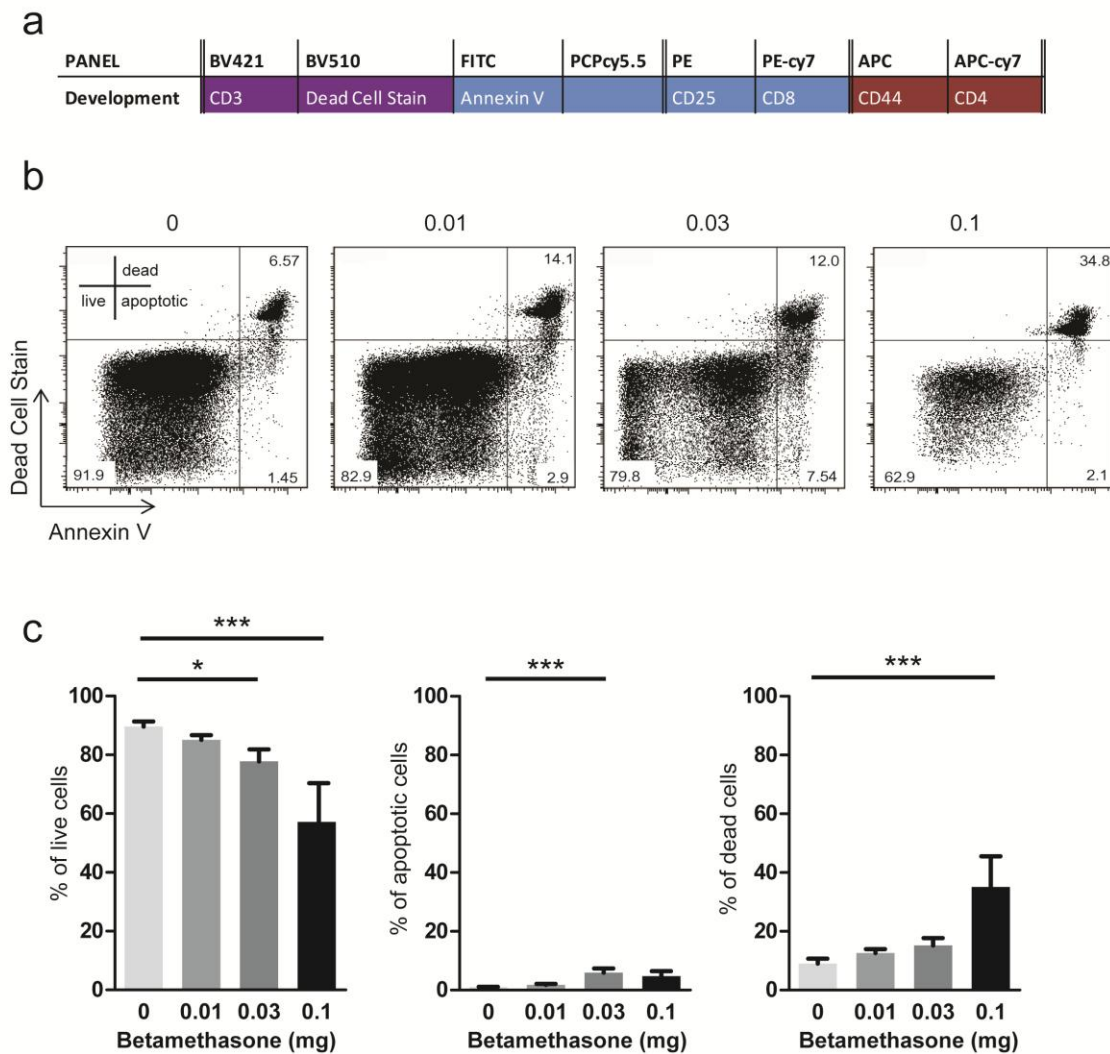 a
PANEL BV421 BV510 FITC PCPcy5.5 PE PE-cy7 APC APC-cy7
Development CD3 Dead Cell Stain Annexin V CD25 CD8 CD44 CD4
b
0 0.01 0.03 0.1
6.57 14.1 12.0 34.8
dead
live apoptotic
91.9 1.45 82.9 2.9 79.8 7.54 62.9 2.1
Dead Cell Stain
Annexin V
c
*** *** ***
*
100 100 100
80 80 80
60 60 60
40 40 40
20 20 20
0 0 0
% of live cells
% of apoptotic cells
% of dead cells
0 0.01 0.03 0.1 0 0.01 0.03 0.1 0 0.01 0.03 0.1
Betamethasone (mg) Betamethasone (mg) Betamethasone (mg)